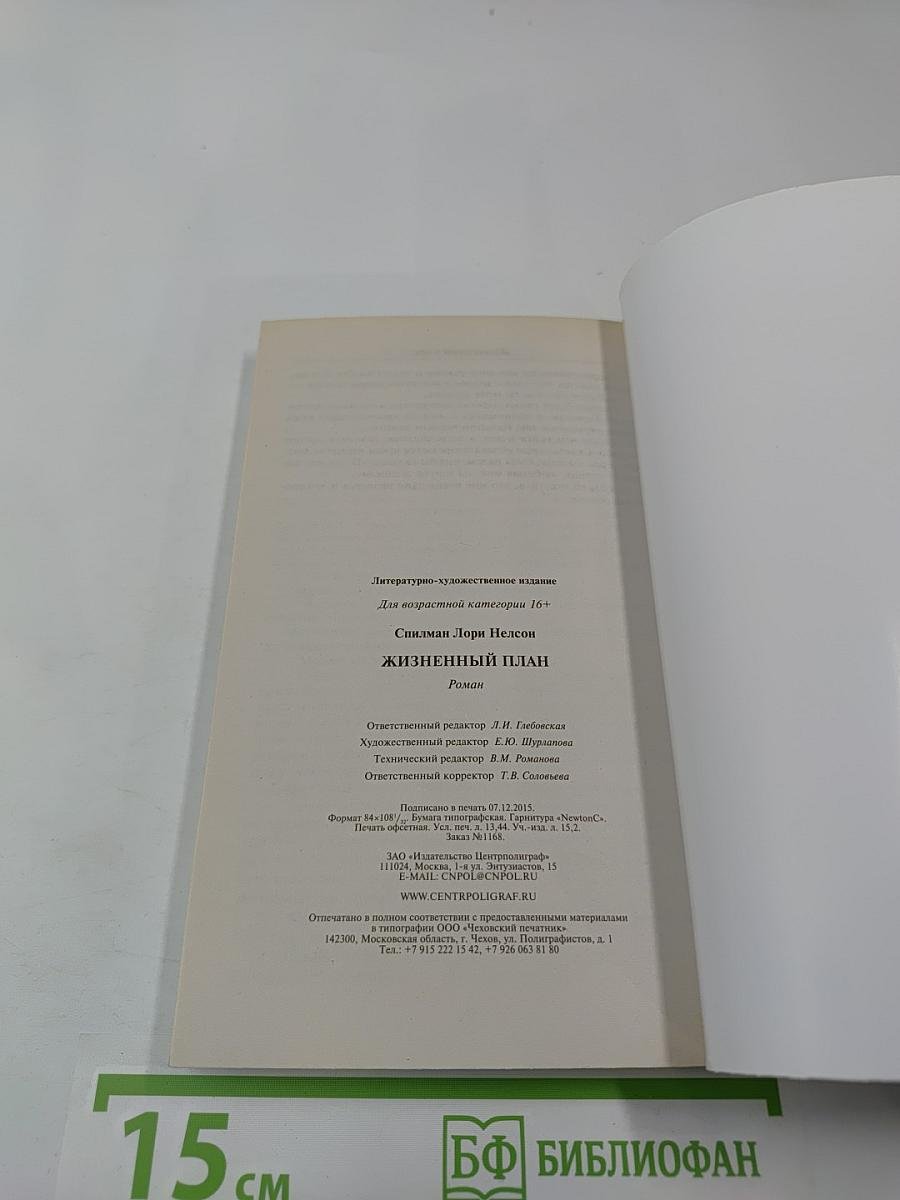 Литературно-художественное издание
Для возрастной категории 16+
Спилман Лори Нелсон
ЖИЗНЕННЫЙ ПЛАН
Роман
Ответственный редактор Л.И. Глебовская
Художественный редактор Е.Ю. Шурлапова
Технический редактор В.М. Романова
Ответственный корректор Т.В. Соловьева
Подписано в печать 07.12.2015.
Формат 84×108¹/₃₂. Бумага типографская. Гарнитура «NewtonC».
Печать офсетная. Усл. печ. л. 13,44. Уч.-изд. л. 15,2.
Заказ №1168.
ЗАО «Издательство Центрполиграф»
111024, Москва, 1-я ул. Энтузиастов, 15
E-MAIL: CNPOL@CNPOL.RU
WWW.CENTRPOLIGRAF.RU
Отпечатано в полном соответствии с предоставленными материалами
в типографии ООО «Чеховский печатник»
142300, Московская область, г. Чехов, ул. Полиграфистов, д. 1
Тел.: +7 915 222 15 42, +7 926 063 81 80
15 см
БФ БИБЛИОФАН